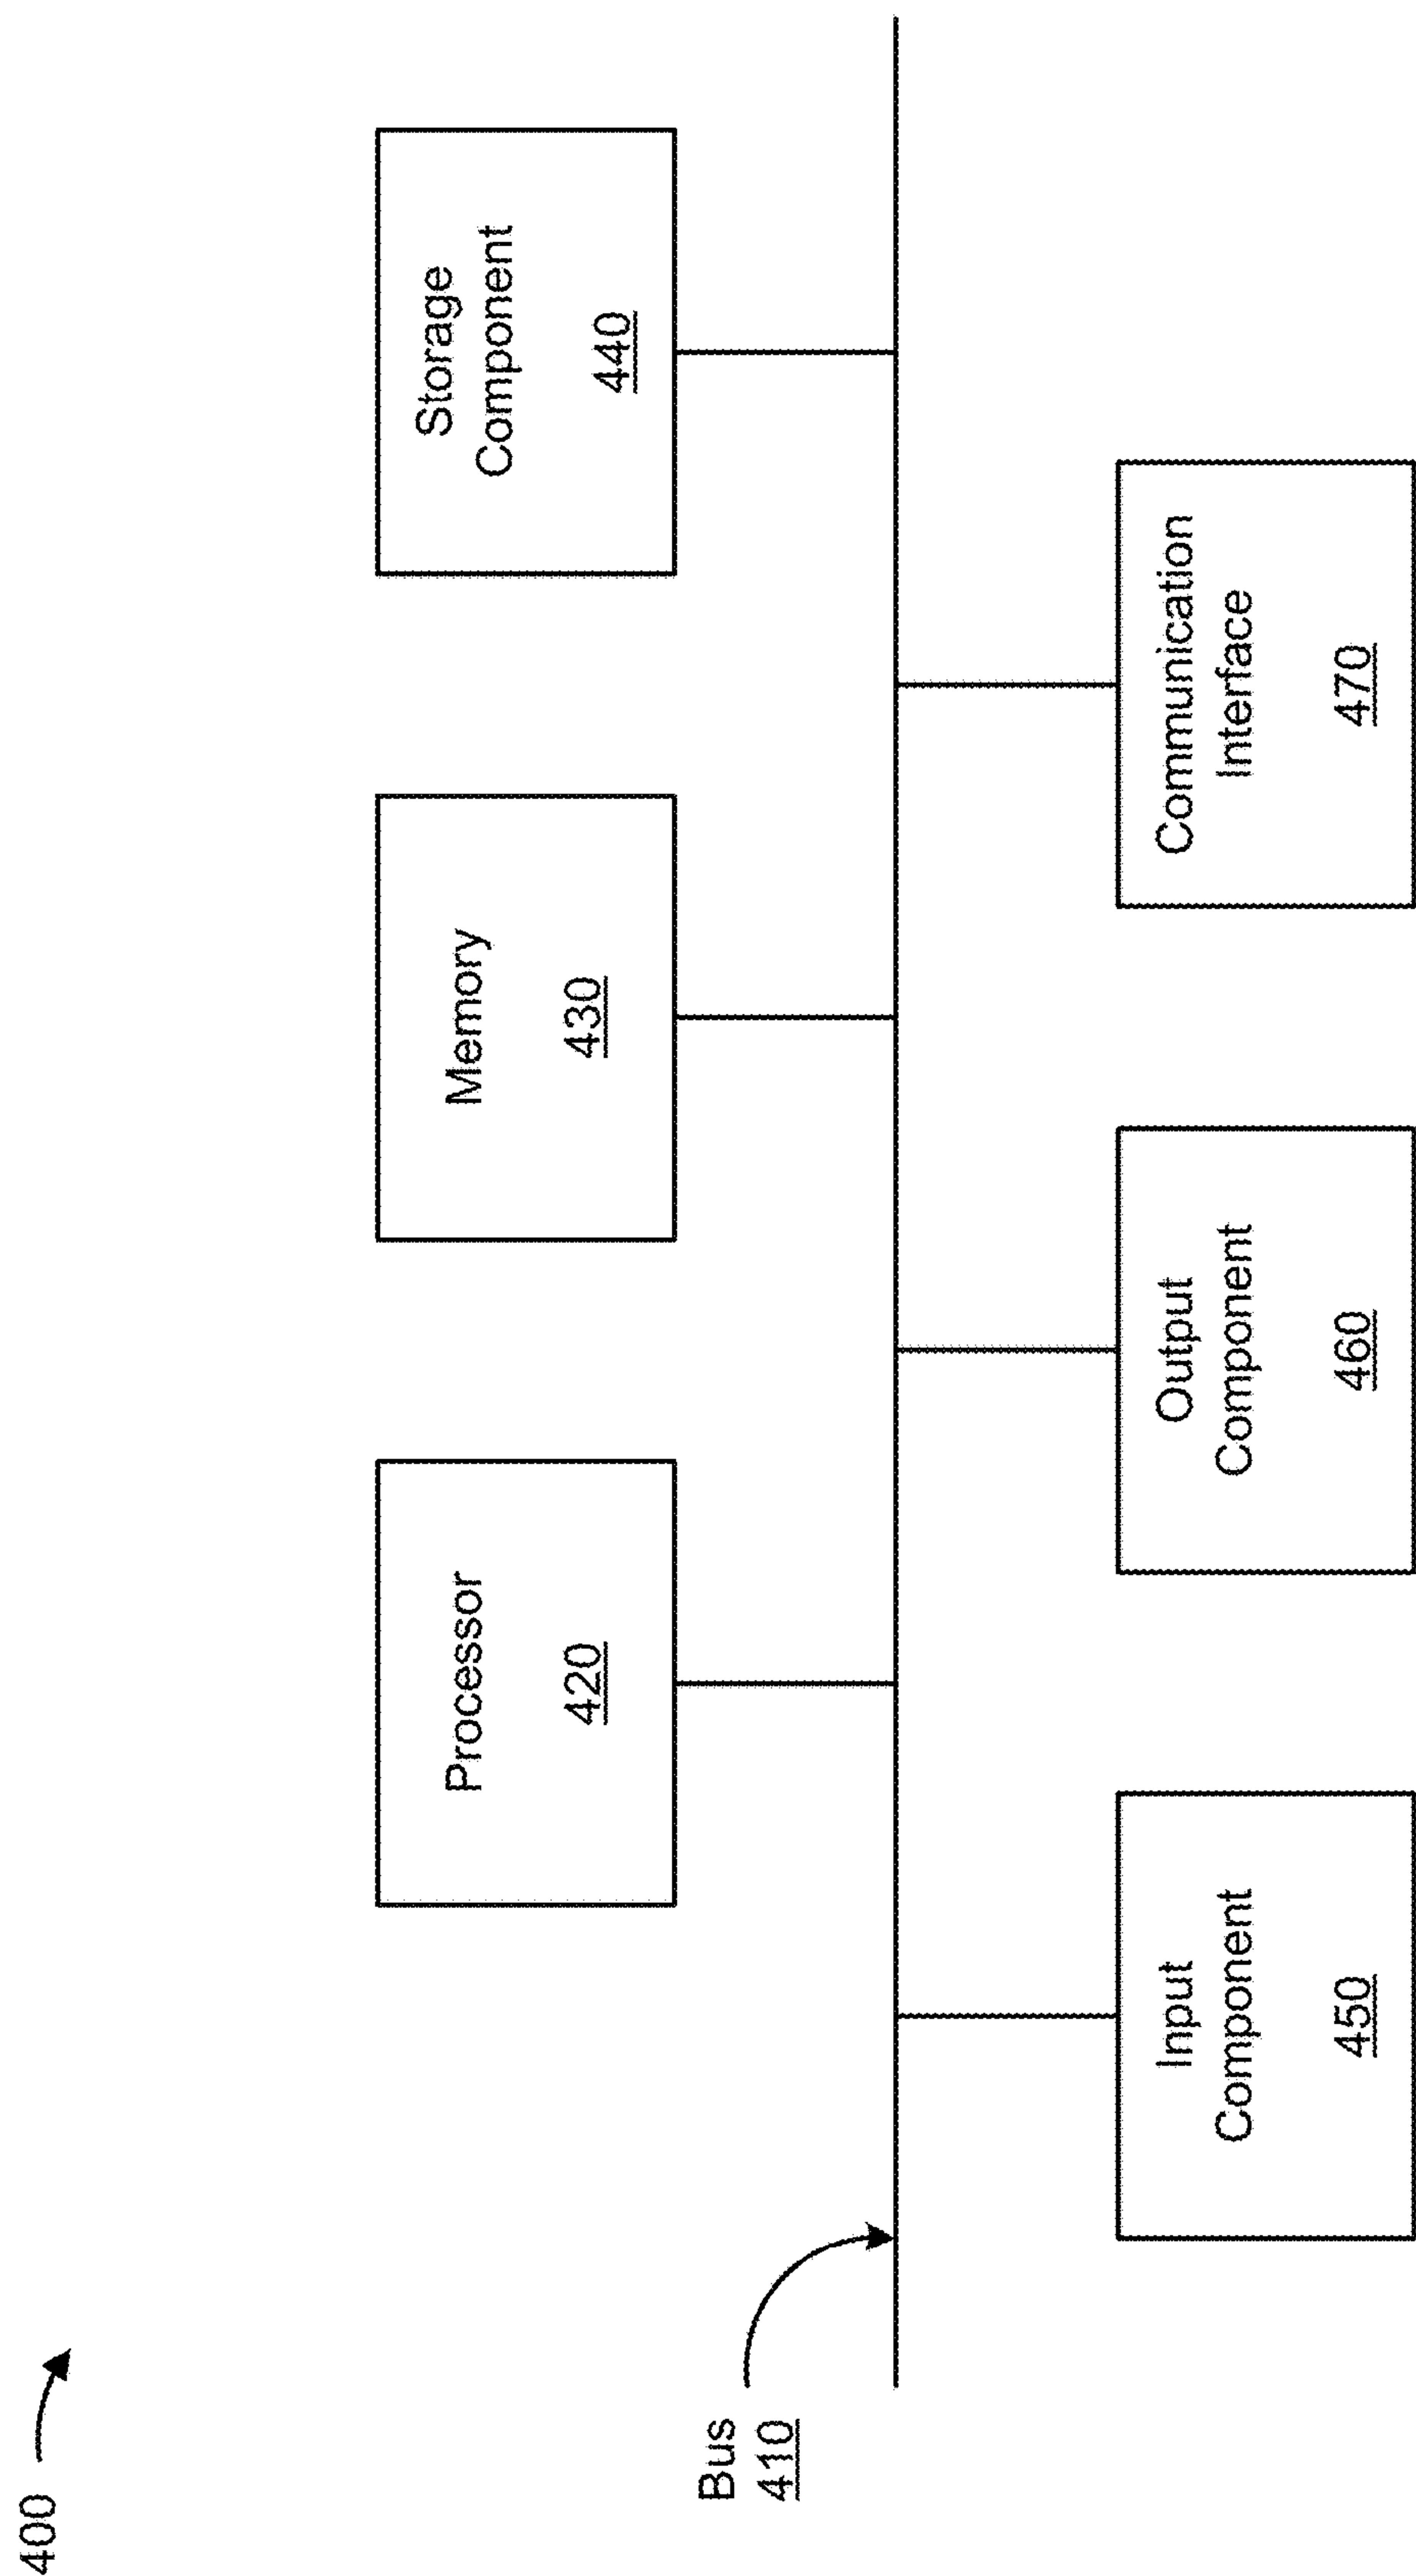 400
Processor
420
Memory
430
Storage
Component
440
Bus
410
Input
Component
450
Output
Component
460
Communication
Interface
470